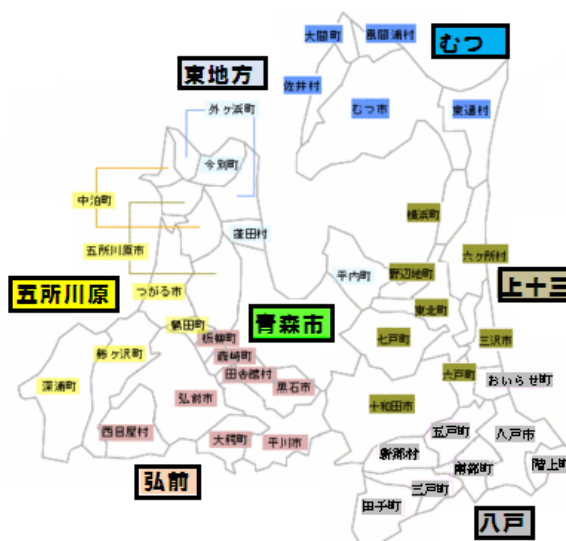 大間町
風間浦村
むつ
東地方
佐井村
むつ市
東通村
外ヶ浜町
今別町
中泊町
横浜町
蓬田村
五所川原市
平内町
六ヶ所村
野辺地町
五所川原
つがる市
上十三
東北町
青森市
鶴田町
板柳町
七戸町
三沢市
藤崎町
鰺ヶ沢町
田舎館村
六戸町
おいらせ町
深浦町
黒石市
弘前市
十和田市
西目屋村
大鰐町
平川市
五戸町
八戸市
新郷村
南部町
階上町
弘前
三戸町
田子町
八戸